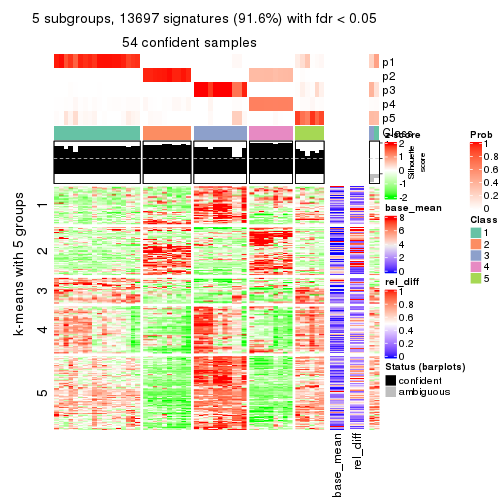 5 subgroups, 13697 signatures (91.6%) with fdr < 0.05
54 confident samples
p1
p2
p3
p4
p5
Class
Silhouette
score
k-means with 5 groups
1
2
3
4
5
base_mean
rel_diff
z-score
2
1
0
-1
-2
base_mean
8
6
4
2
0
rel_diff
1
0.8
0.6
0.4
0.2
0
Status (barplots)
confident
ambiguous
Prob
1
0.8
0.6
0.4
0.2
0
Class
1
2
3
4
5